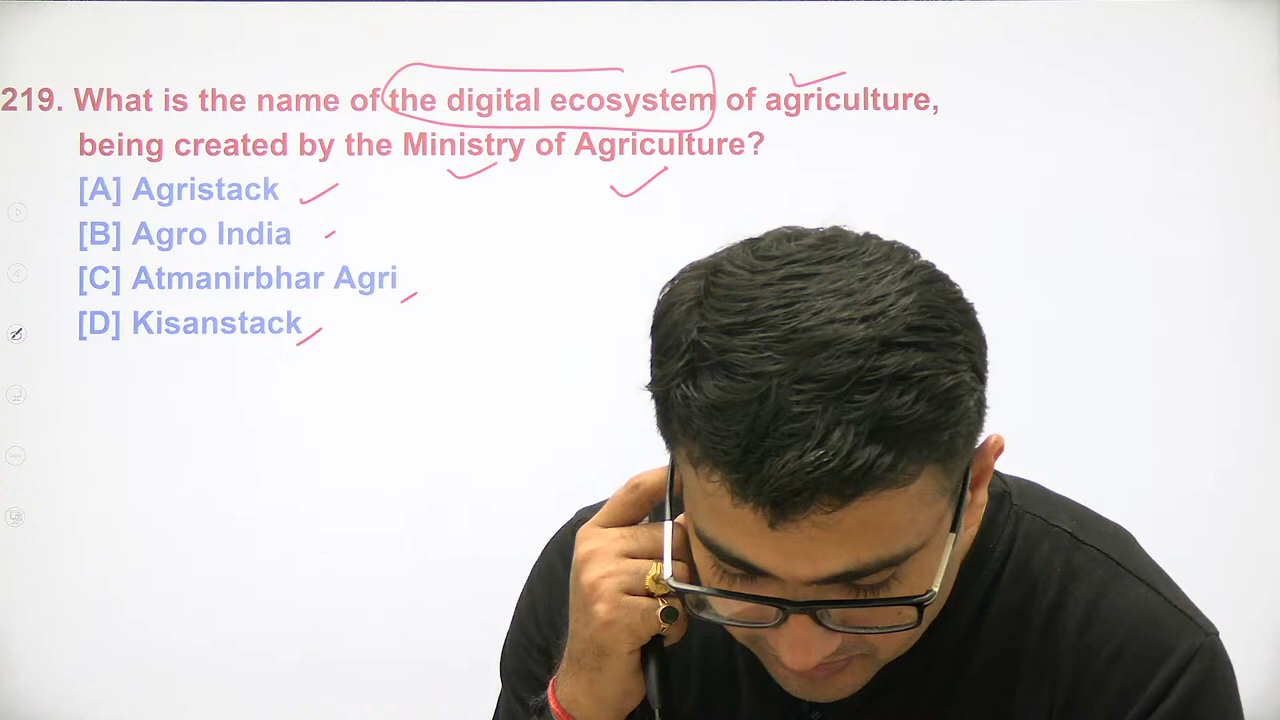 219. What is the name of the digital ecosystem of agriculture,
being created by the Ministry of Agriculture?
[A] Agristack
[B] Agro India
[C] Atmanirbhar Agri
[D] Kisanstack